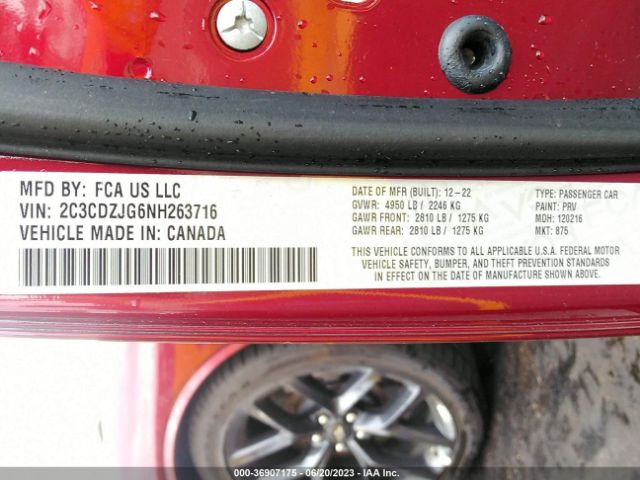 MFD BY: FCA US LLC
VIN: 2C3CDZJG6NH263716
VEHICLE MADE IN: CANADA
DATE OF MFR (BUILT): 12-22
GVWR: 4950 LB / 2246 KG
GAWR FRONT: 2810 LB / 1275 KG
GAWR REAR: 2810 LB / 1275 KG
TYPE: PASSENGER CAR
PAINT: PRV
MDH: 120216
MKT: 875
THIS VEHICLE CONFORMS TO ALL APPLICABLE U.S.A. FEDERAL MOTOR
VEHICLE SAFETY, BUMPER, AND THEFT PREVENTION STANDARDS
IN EFFECT ON THE DATE OF MANUFACTURE SHOWN ABOVE.
000-36907175 - 06/20/2023 - IAA Inc.